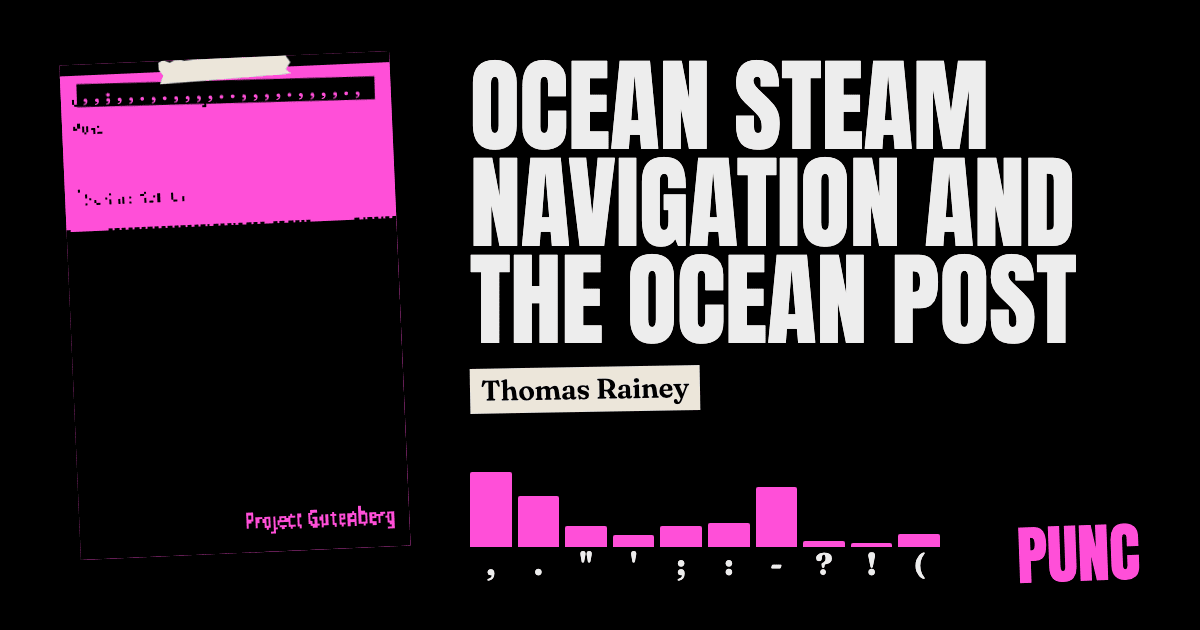 , , ; , , . , . , , , , . . , , , . , , , , . ,
Project Gutenberg
OCEAN STEAM
NAVIGATION AND
THE OCEAN POST
Thomas Rainey
, . " ' ; : - ? ! (
PUNC